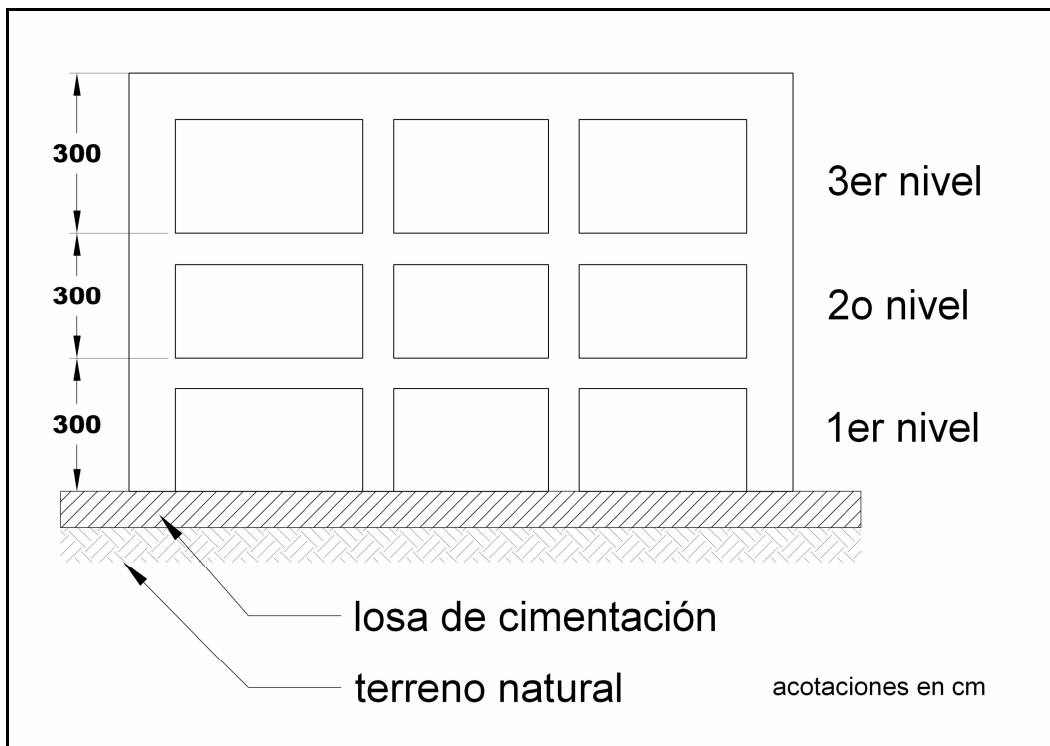 300
3er nivel
300
2o nivel
300
1er nivel
losa de cimentación
terreno natural
acotaciones en cm